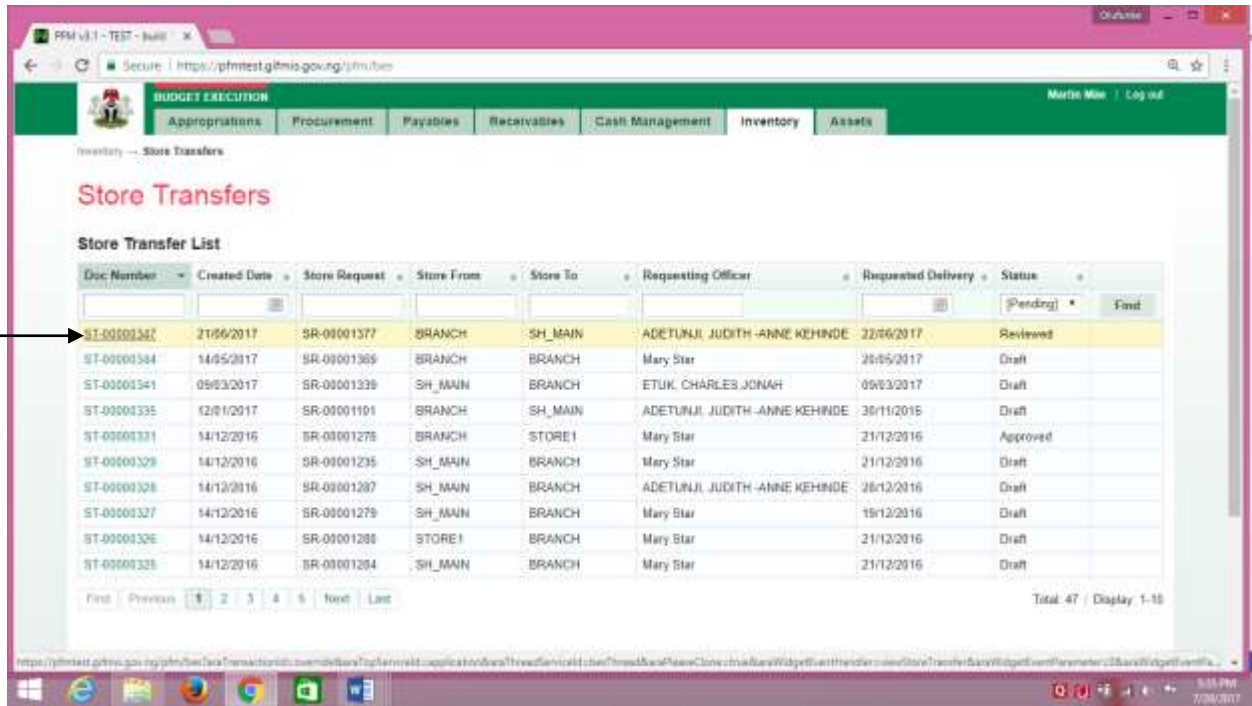 Olufunke
PFM v3.1 - TEST - build
Secure | https://pfmtest.gifmis.gov.ng/pfm/bes
BUDGET EXECUTION
Martin Mine | Log out
Appropriations Procurement Payables Receivables Cash Management Inventory Assets
Inventory → Store Transfers
Store Transfers
Store Transfer List
Doc Number Created Date Store Request Store From Store To Requesting Officer Requested Delivery Status
[Pending] Find
ST-00000347 21/06/2017 SR-00001377 BRANCH SH_MAIN ADETUNJI, JUDITH -ANNE KEHINDE 22/06/2017 Reviewed
ST-00000344 14/05/2017 SR-00001369 BRANCH BRANCH Mary Star 20/05/2017 Draft
ST-00000341 09/03/2017 SR-00001339 SH_MAIN BRANCH ETUK, CHARLES JONAH 09/03/2017 Draft
ST-00000335 12/01/2017 SR-00001101 BRANCH SH_MAIN ADETUNJI, JUDITH -ANNE KEHINDE 30/11/2016 Draft
ST-00000331 14/12/2016 SR-00001276 BRANCH STORE1 Mary Star 21/12/2016 Approved
ST-00000329 14/12/2016 SR-00001235 SH_MAIN BRANCH Mary Star 21/12/2016 Draft
ST-00000328 14/12/2016 SR-00001287 SH_MAIN BRANCH ADETUNJI, JUDITH -ANNE KEHINDE 28/12/2016 Draft
ST-00000327 14/12/2016 SR-00001279 SH_MAIN BRANCH Mary Star 19/12/2016 Draft
ST-00000326 14/12/2016 SR-00001288 STORE1 BRANCH Mary Star 21/12/2016 Draft
ST-00000325 14/12/2016 SR-00001284 SH_MAIN BRANCH Mary Star 21/12/2016 Draft
First Previous 1 2 3 4 5 Next Last Total: 47 | Display: 1-10
5:35 PM
7/20/2017